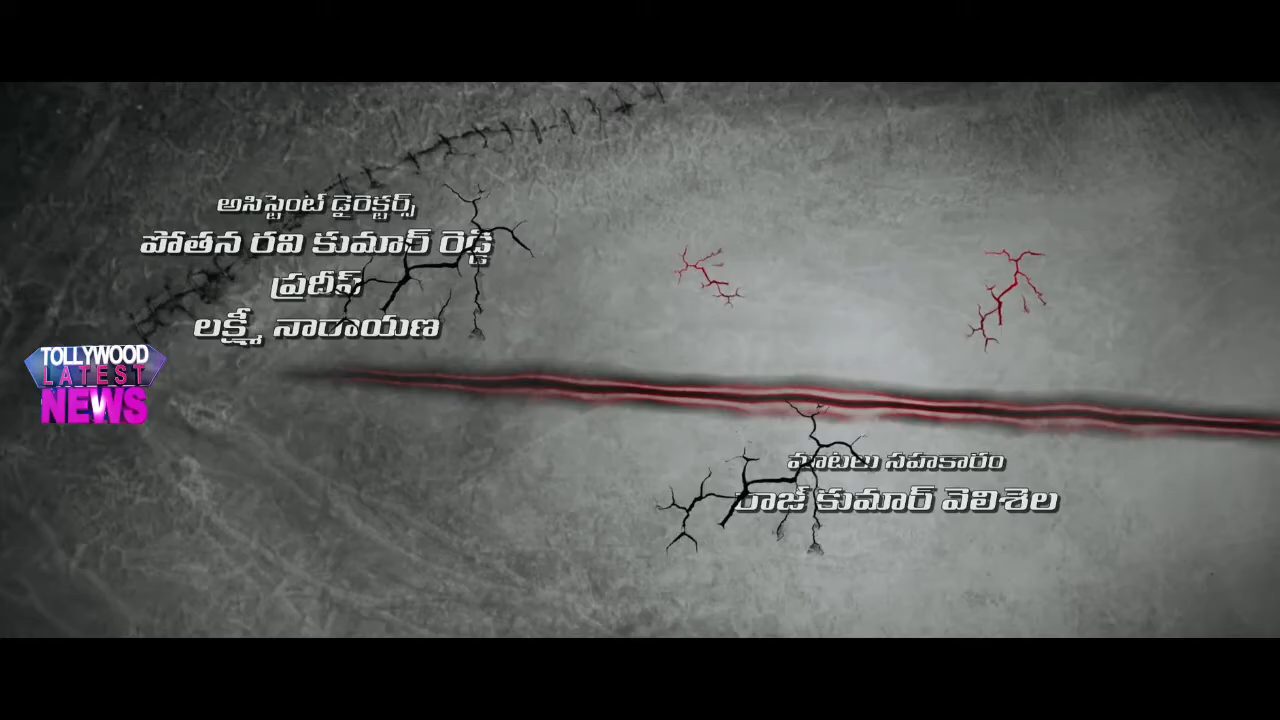 అసిస్టెంట్ డైరెక్టర్స్
పోతన రవి కుమార్ రెడ్డి
ప్రదీప్
లక్ష్మీ నారాయణ
TOLLYWOOD
LATEST
NEWS
మాటలు సహకారం
రాజ్ కుమార్ వెలిశెల